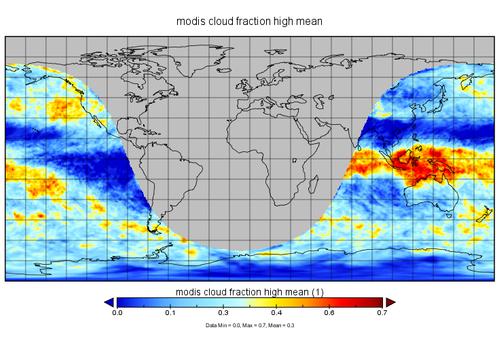 modis cloud fraction high mean
modis cloud fraction high mean (1)
0.0 0.1 0.3 0.4 0.6 0.7
Data Min = 0.0, Max = 0.7, Mean = 0.3